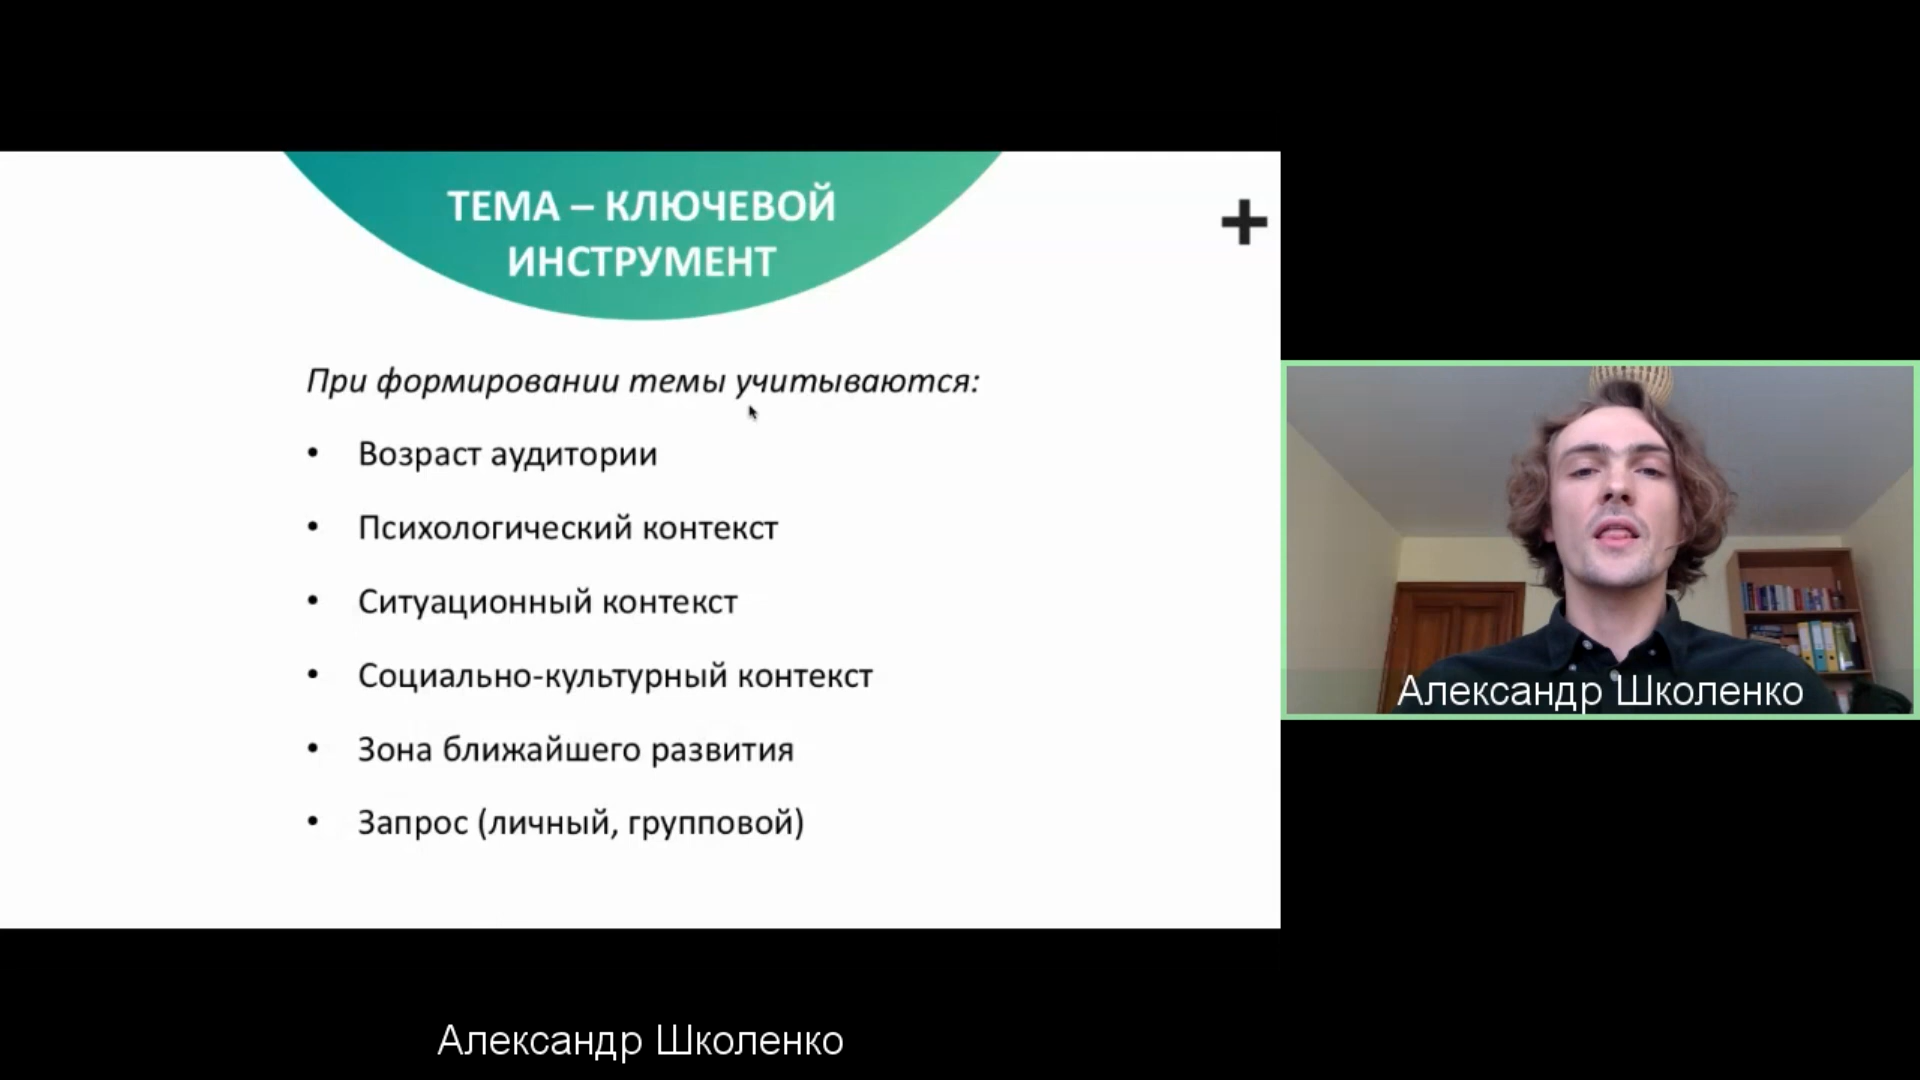 ТЕМА – КЛЮЧЕВОЙ
ИНСТРУМЕНТ
При формировании темы учитываются:
• Возраст аудитории
• Психологический контекст
• Ситуационный контекст
• Социально-культурный контекст
• Зона ближайшего развития
• Запрос (личный, групповой)
Александр Школенко
Александр Школенко